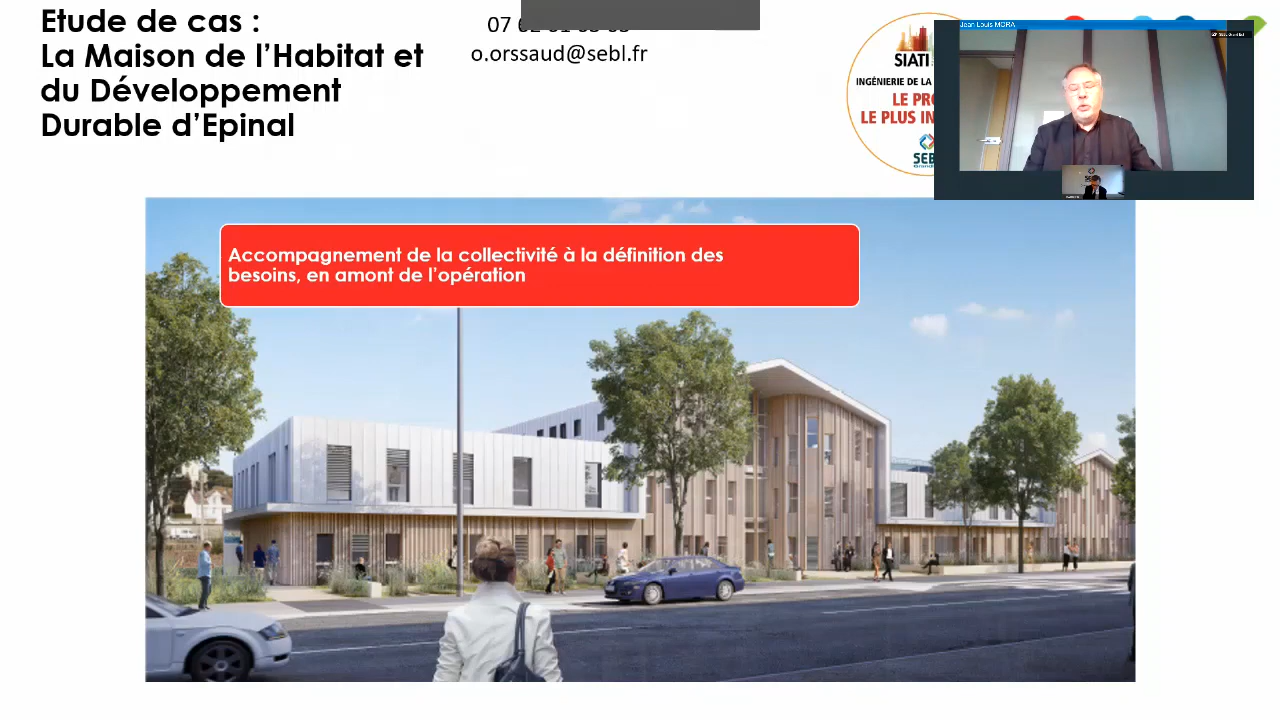 Etude de cas :
La Maison de l'Habitat et
du Développement
Durable d'Epinal
o.orssaud@sebl.fr
SIATI
INGÉNIERIE DE LA
LE PRO
LE PLUS IN
SEB
Jean Louis MORA
Accompagnement de la collectivité à la définition des
besoins, en amont de l'opération